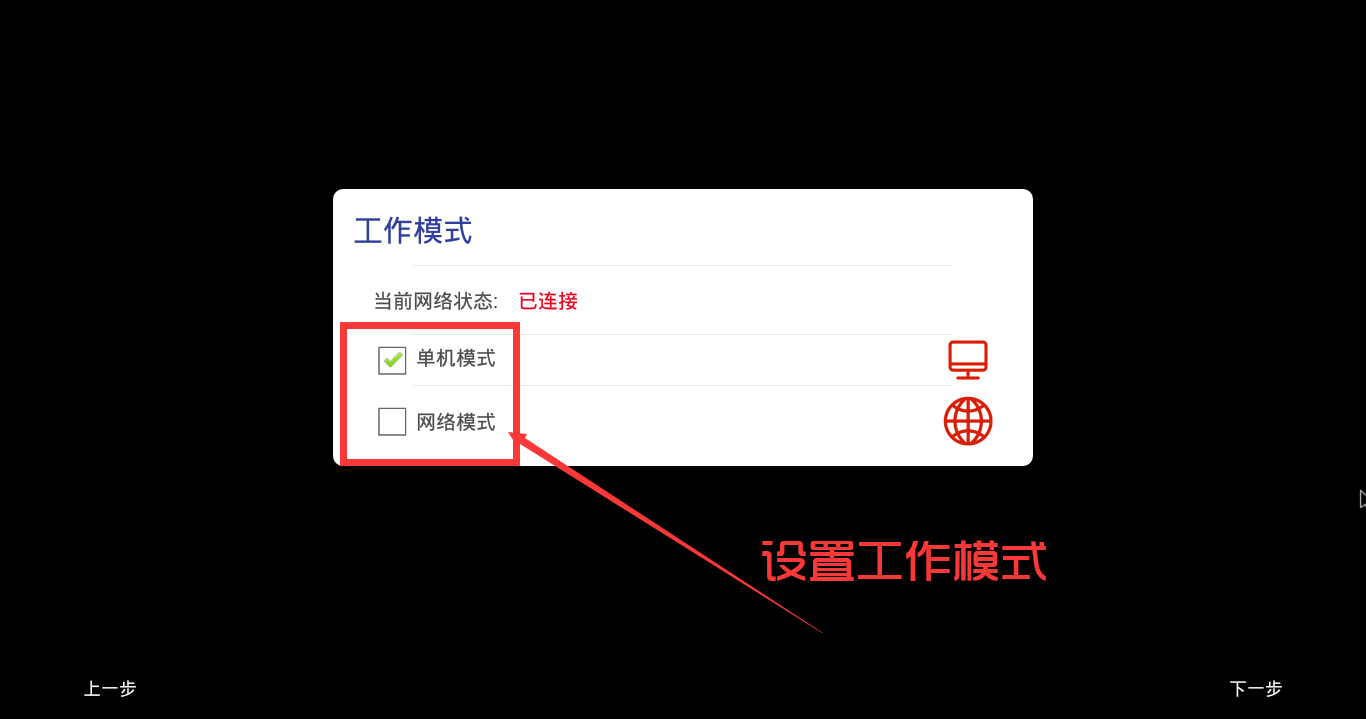 工作模式
当前网络状态: 已连接
单机模式
网络模式
设置工作模式
上一步
下一步